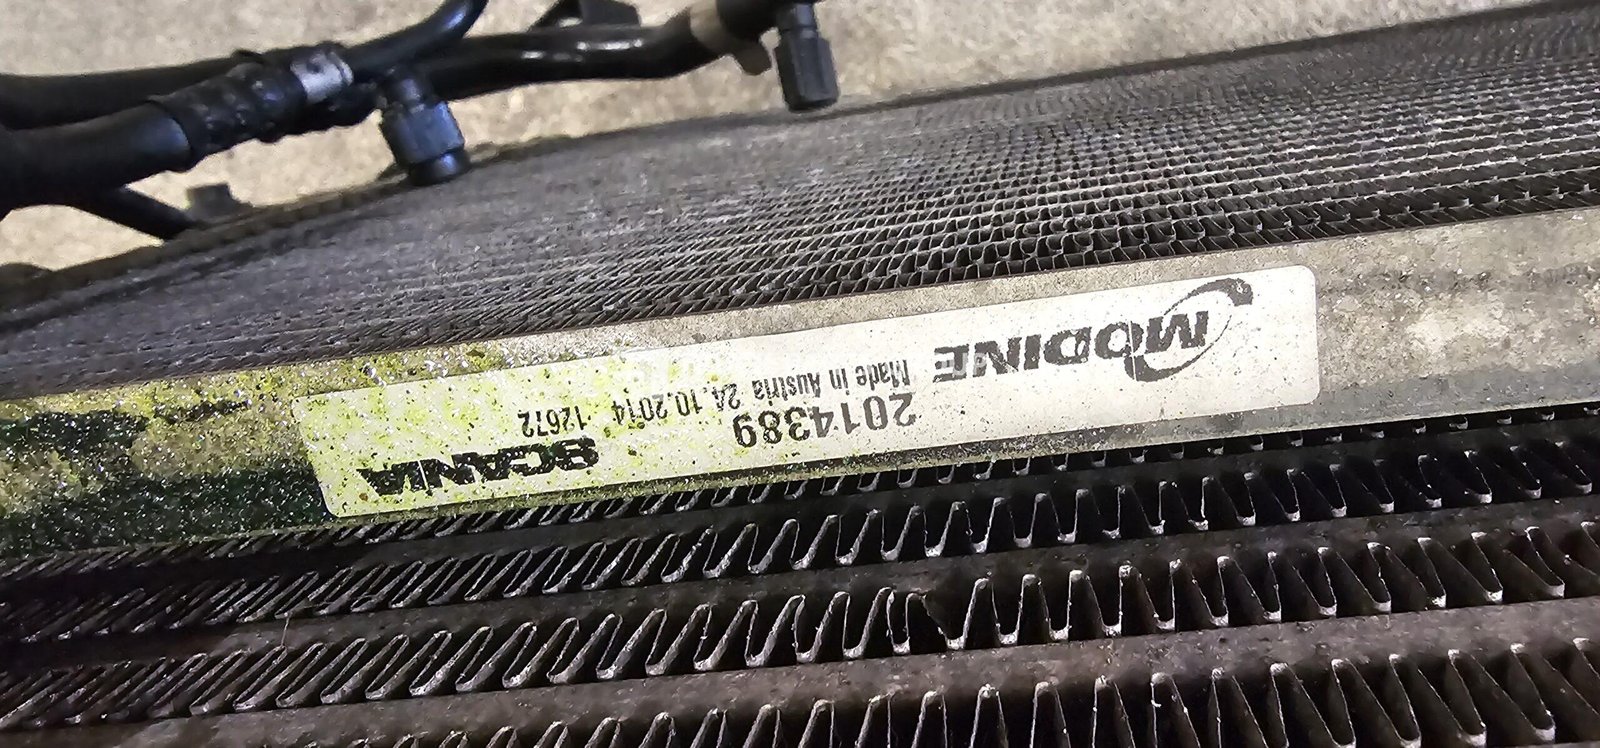 MODINE
Made in Austria 24.10.2014 12672
2014389
SCANIA